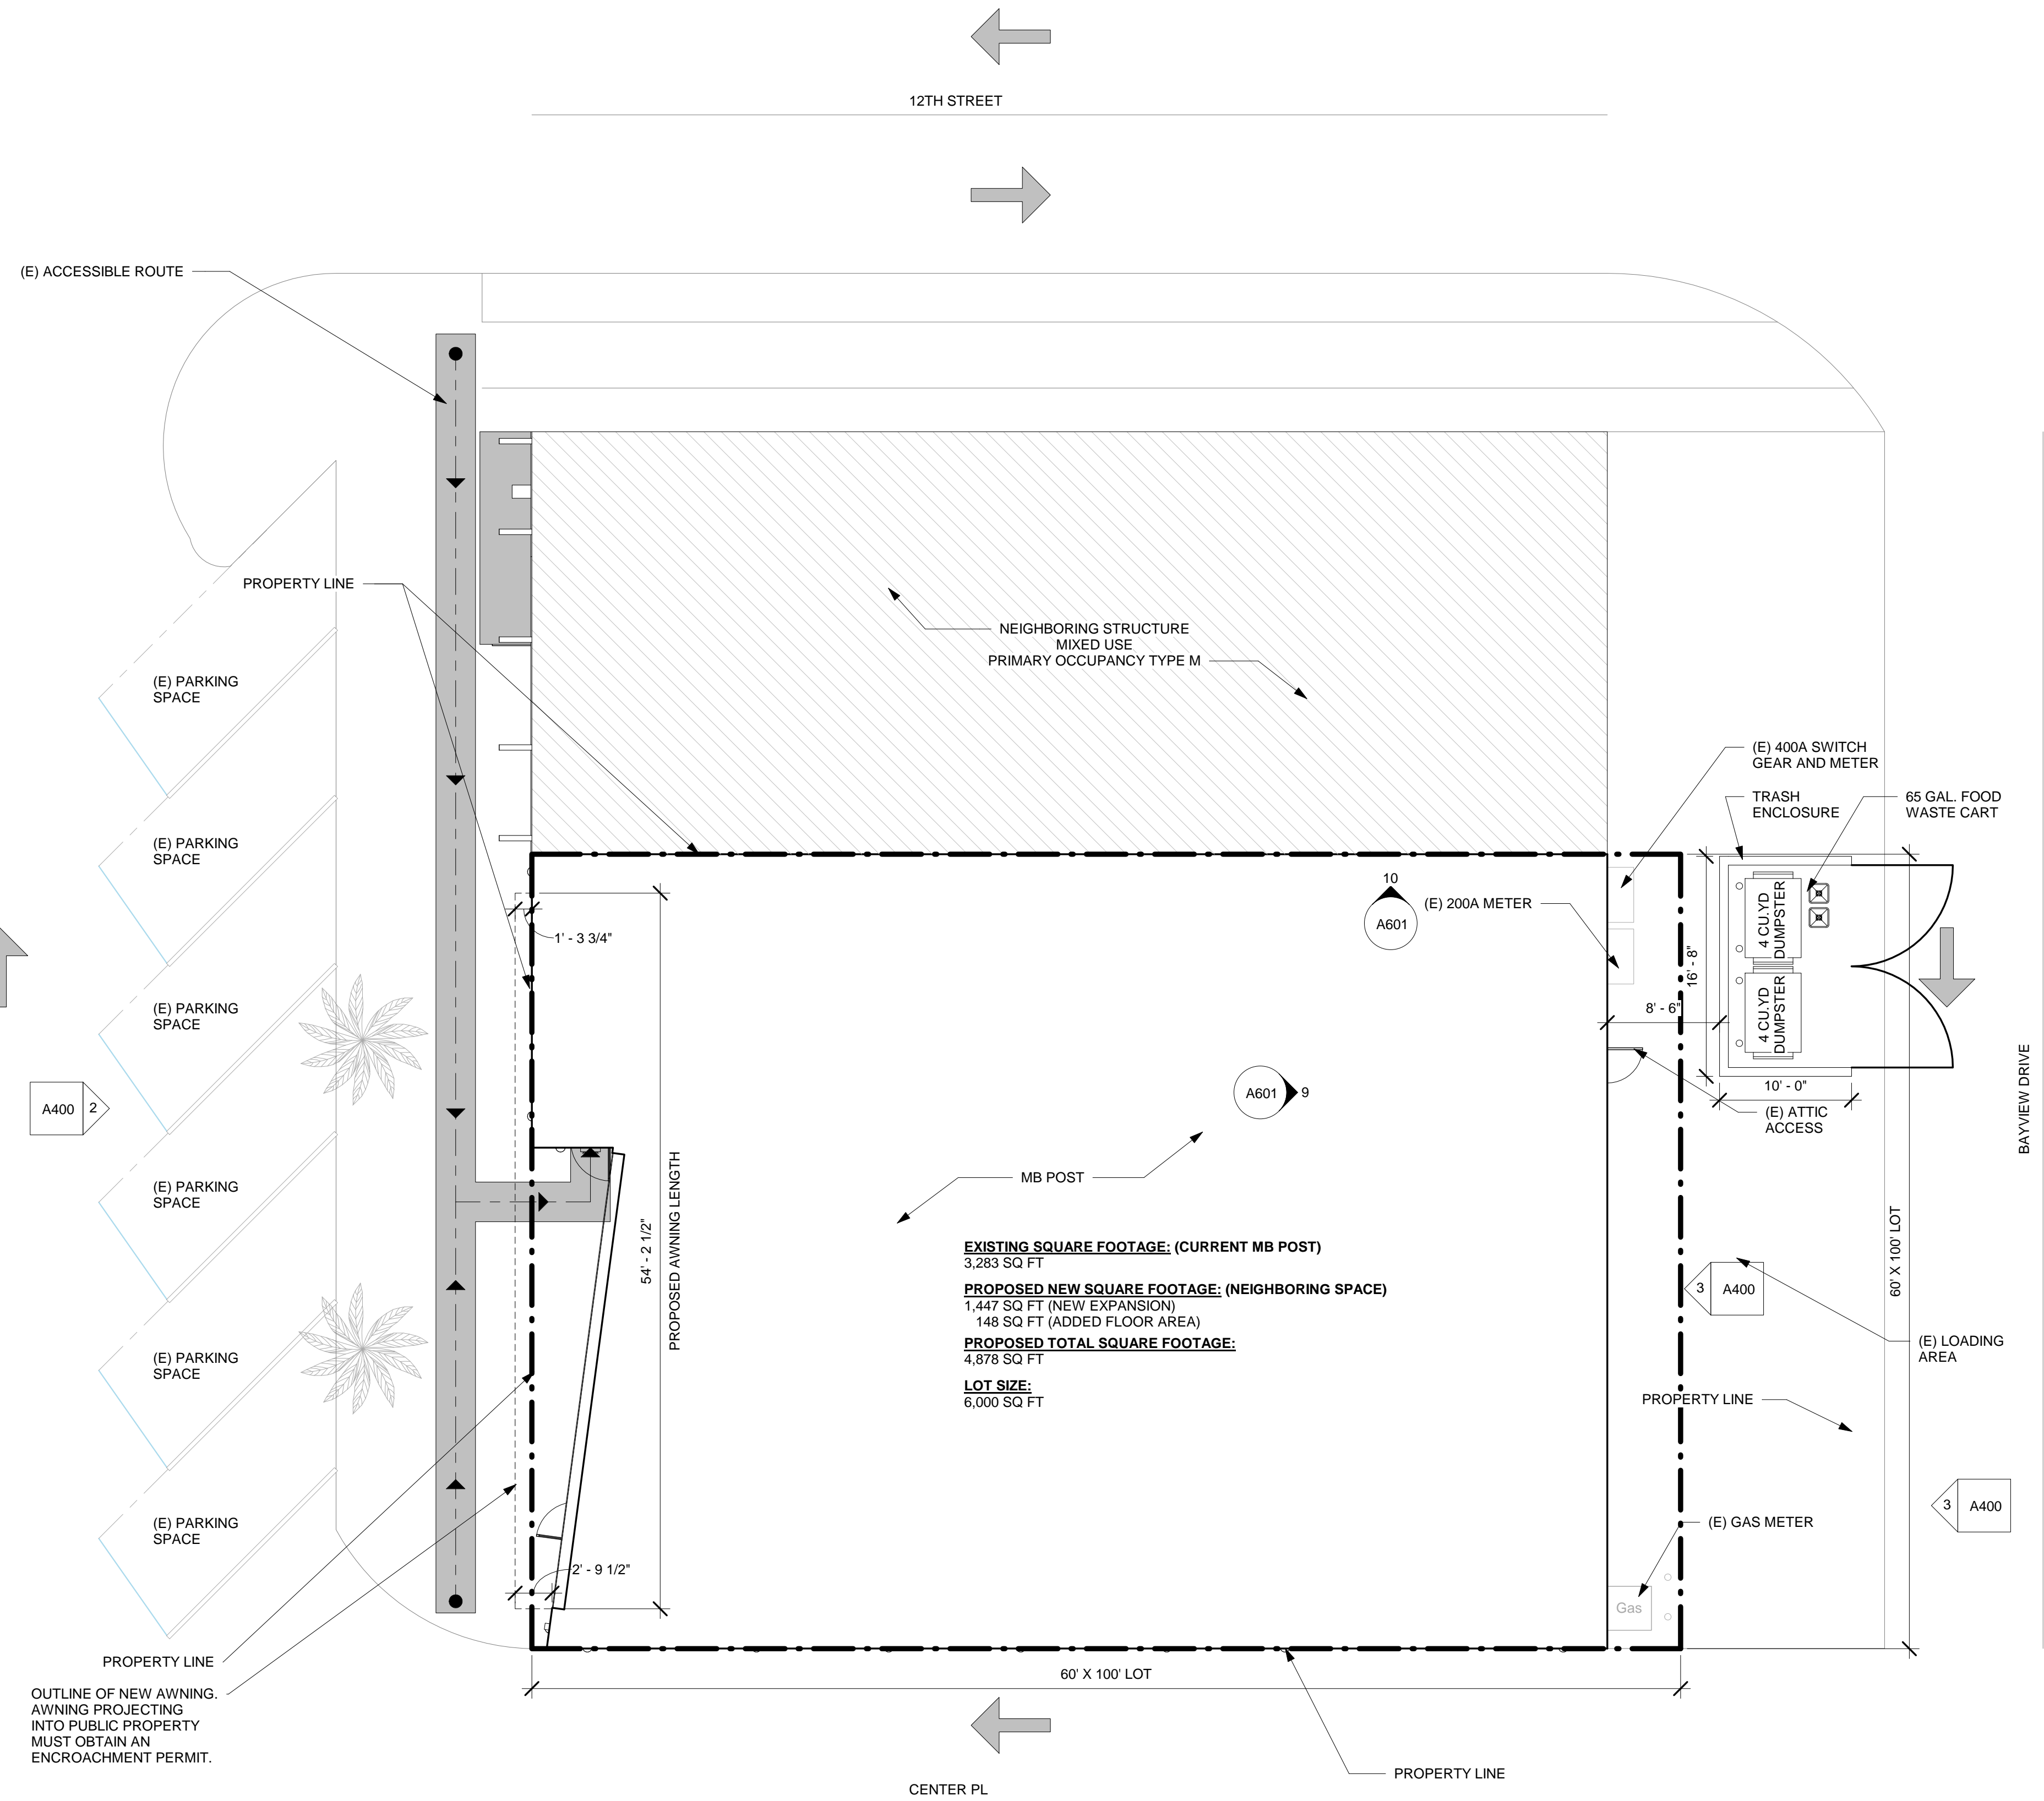 12TH STREET
(E) ACCESSIBLE ROUTE
PROPERTY LINE
NEIGHBORING STRUCTURE
MIXED USE
PRIMARY OCCUPANCY TYPE M
(E) PARKING
SPACE
(E) PARKING
SPACE
(E) PARKING
SPACE
(E) PARKING
SPACE
(E) PARKING
SPACE
(E) PARKING
SPACE
(E) 400A SWITCH
GEAR AND METER
TRASH
ENCLOSURE
65 GAL. FOOD
WASTE CART
10
A601
(E) 200A METER
1' - 3 3/4"
4 CU.YD
DUMPSTER
4 CU.YD
DUMPSTER
16' - 8"
8' - 6"
10' - 0"
A601
9
(E) ATTIC
ACCESS
BAYVIEW DRIVE
A400
2
54' - 2 1/2"
PROPOSED AWNING LENGTH
MB POST
EXISTING SQUARE FOOTAGE: (CURRENT MB POST)
3,283 SQ FT
PROPOSED NEW SQUARE FOOTAGE: (NEIGHBORING SPACE)
1,447 SQ FT (NEW EXPANSION)
148 SQ FT (ADDED FLOOR AREA)
PROPOSED TOTAL SQUARE FOOTAGE:
4,878 SQ FT
LOT SIZE:
6,000 SQ FT
60' X 100' LOT
3
A400
(E) LOADING
AREA
PROPERTY LINE
3
A400
(E) GAS METER
Gas
2' - 9 1/2"
PROPERTY LINE
60' X 100' LOT
OUTLINE OF NEW AWNING.
AWNING PROJECTING
INTO PUBLIC PROPERTY
MUST OBTAIN AN
ENCROACHMENT PERMIT.
PROPERTY LINE
CENTER PL